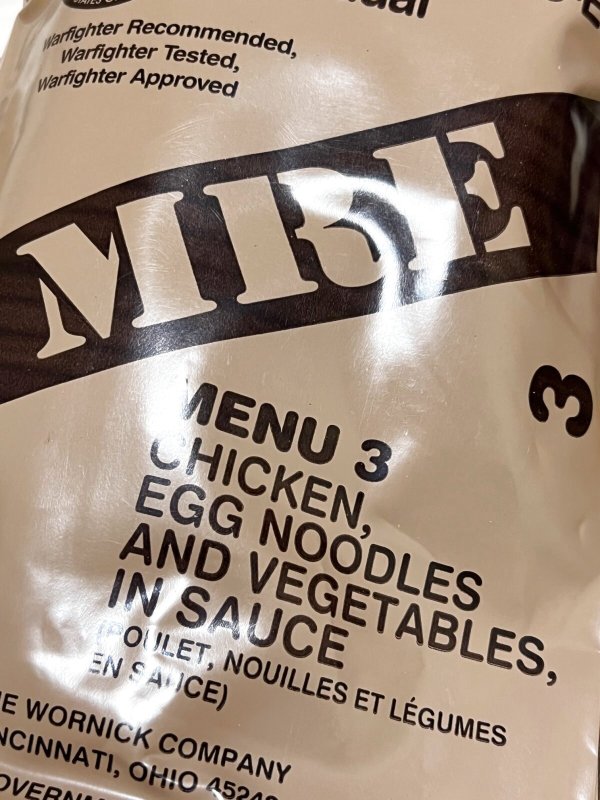 Warfighter Recommended,
Warfighter Tested,
Warfighter Approved
MRE
3
MENU 3
CHICKEN,
EGG NOODLES
AND VEGETABLES,
IN SAUCE
(POULET, NOUILLES ET LÉGUMES
EN SAUCE)
WORNICK COMPANY
OHIO